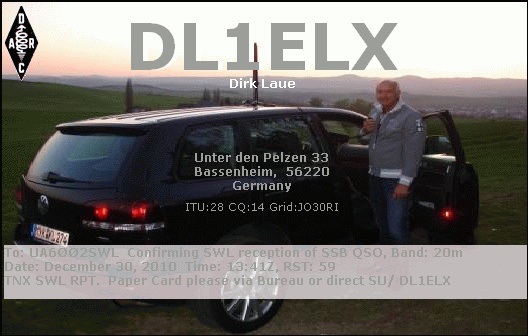 D
A R
C
DL1ELX
Dirk Laue
Unter den Pelzen 33
Bassenheim, 56220
Germany
ITU:28 CQ:14 Grid:JO30RI
274
To: UA6002SWL Confirming SWL reception of SSB QSO, Band: 20m
Date: December 30, 2010 Time: 13:41Z, RST: 59
TNX SWL RPT. Paper Card please via Bureau or direct SU/ DL1ELX